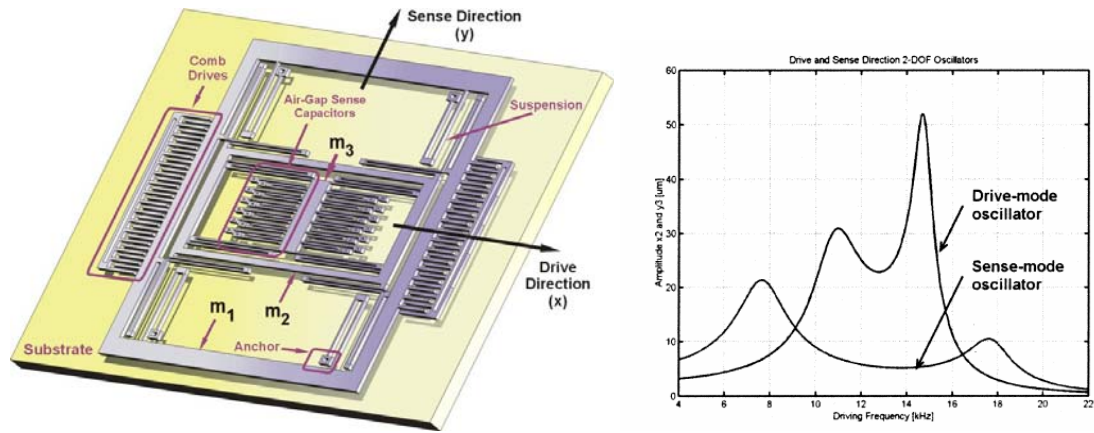 Sense Direction
(y)
Comb
Drives
Air-Gap Sense
Capacitors
Suspension
m3
Drive
Direction
(x)
m1
m2
Anchor
Substrate
Drive and Sense Direction 2-DOF Oscillators
60
50
40
30
20
10
0
Amplitude x2 and y3 [um]
Drive-mode
oscillator
Sense-mode
oscillator
4 6 8 10 12 14 16 18 20 22
Driving Frequency [kHz]